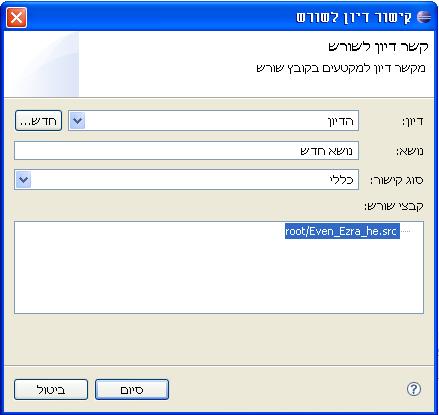 קישור דיון לשורש
קשר דיון לשורש
מקשר דיון למקטעים בקובץ שורש
דיון: הדיון חדש...
נושא: נושא חדש
סוג קישור: כללי
קבצי שורש:
root/Even_Ezra_he.src
? סיום ביטול